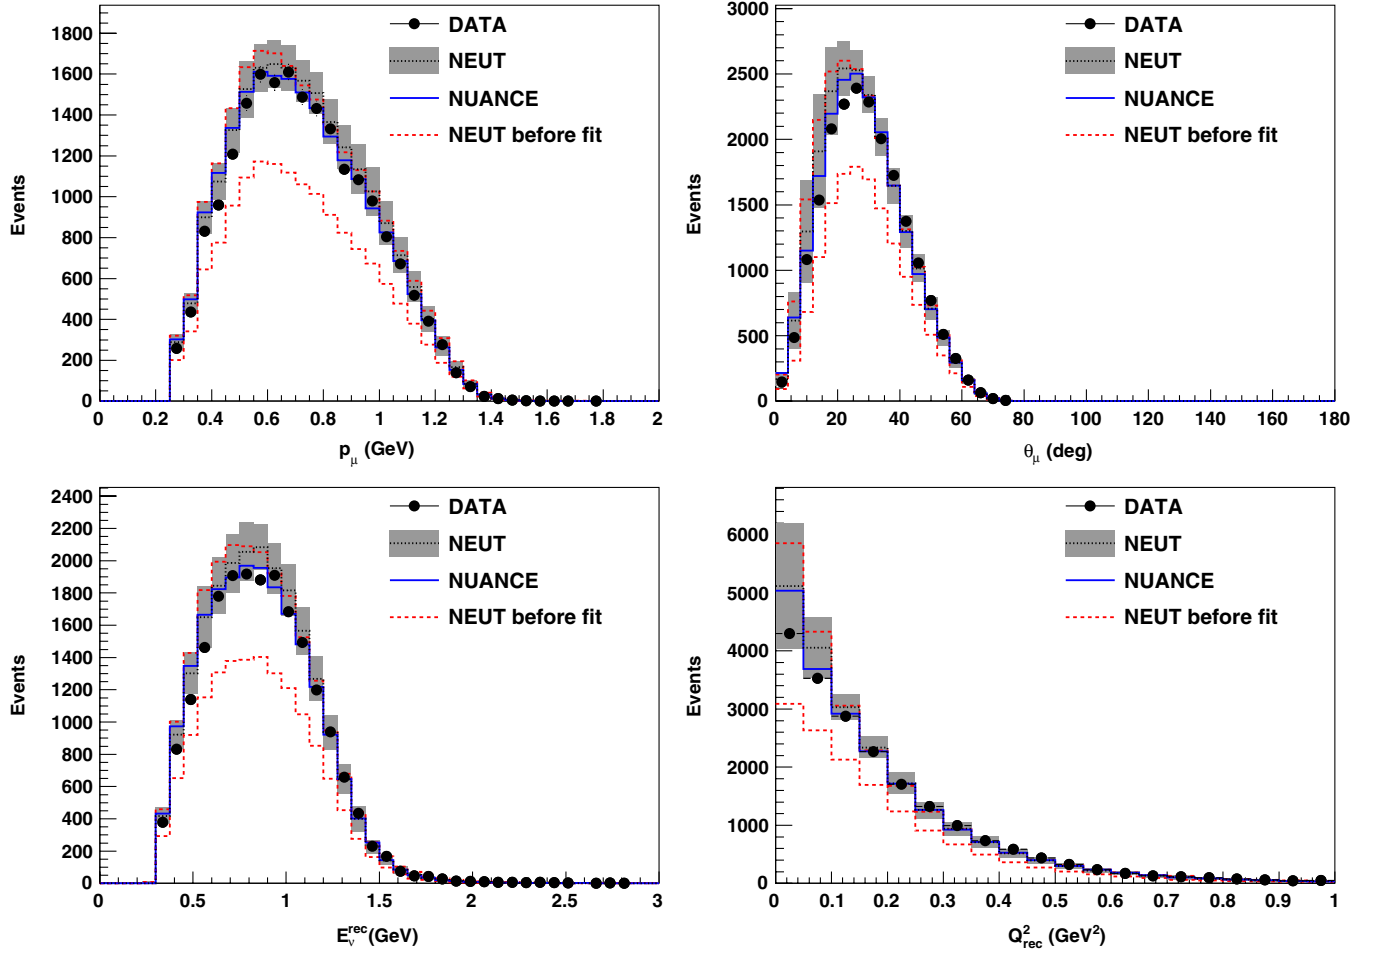 Events
1800
1600
1400
1200
1000
800
600
400
200
0
0 0.2 0.4 0.6 0.8 1 1.2 1.4 1.6 1.8 2
p_μ (GeV)
DATA
NEUT
NUANCE
NEUT before fit
Events
3000
2500
2000
1500
1000
500
0
0 20 40 60 80 100 120 140 160 180
θ_μ (deg)
DATA
NEUT
NUANCE
NEUT before fit
Events
2400
2200
2000
1800
1600
1400
1200
1000
800
600
400
200
0
0 0.5 1 1.5 2 2.5 3
E_ν^rec(GeV)
DATA
NEUT
NUANCE
NEUT before fit
Events
6000
5000
4000
3000
2000
1000
0
0 0.1 0.2 0.3 0.4 0.5 0.6 0.7 0.8 0.9 1
Q²_rec (GeV²)
DATA
NEUT
NUANCE
NEUT before fit